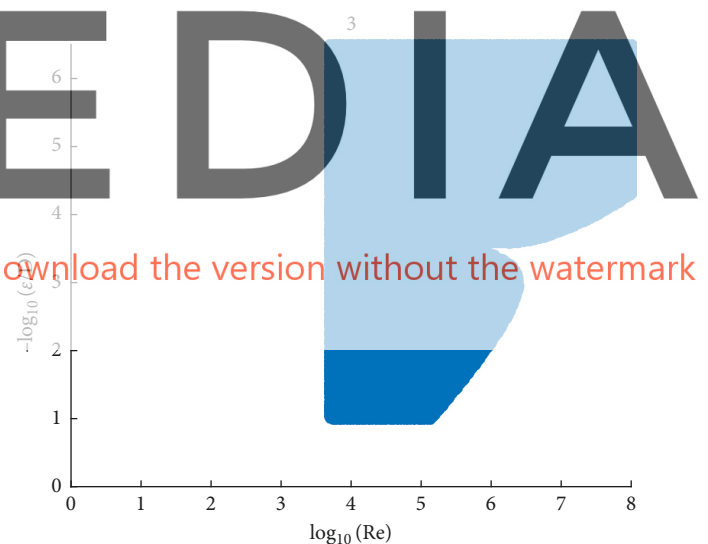 3
EDIA
6
5
4
ownload the version without the watermark
3
–log₁₀ (ε/D)
2
1
0
0 1 2 3 4 5 6 7 8
log₁₀ (Re)